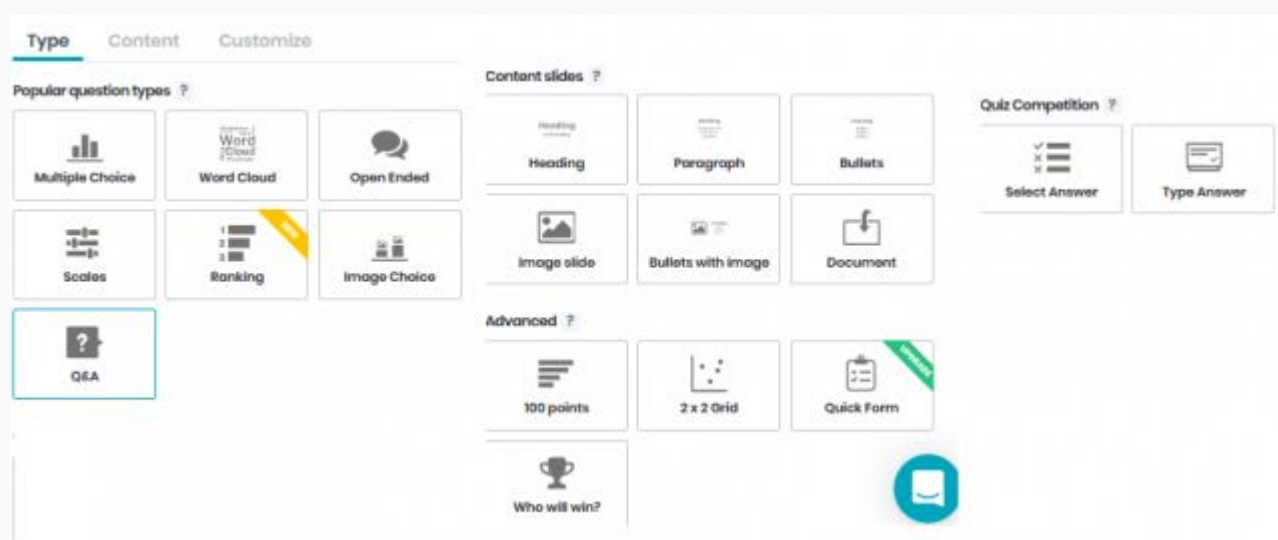 Type Content Customize
Popular question types ?
Multiple Choice
Word Cloud
Open Ended
Scales
Ranking
Image Choice
Q&A
Content slides ?
Heading
Heading
Paragraph
Bullets
Image slide
Bullets with image
Document
Advanced ?
100 points
2 x 2 Grid
UPGRADE
Quick Form
Who will win?
Quiz Competition ?
Select Answer
Type Answer